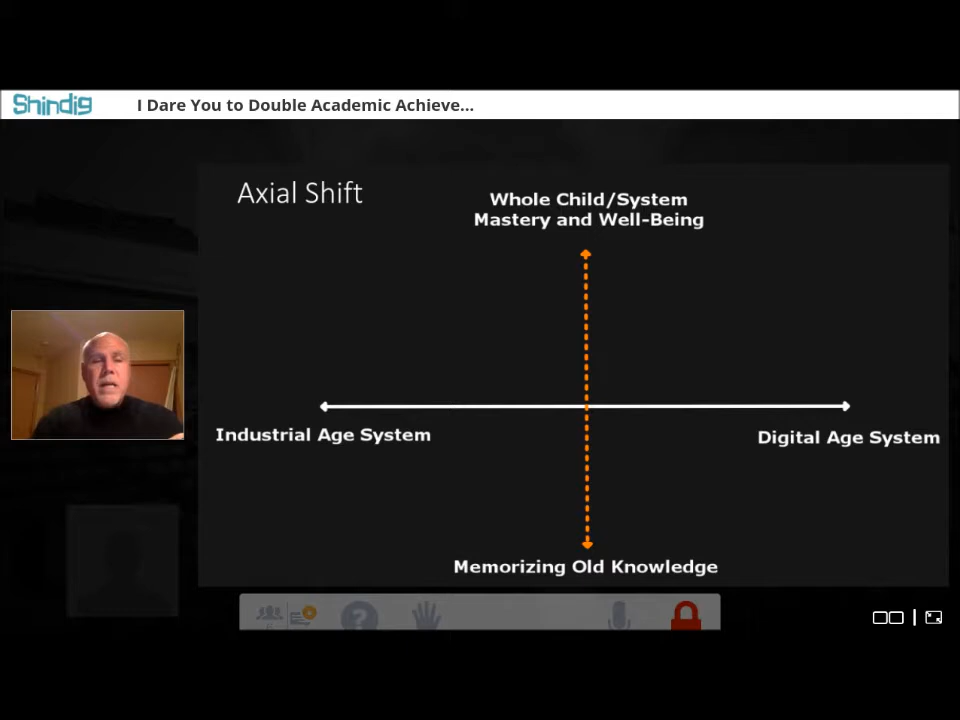 Shindig
I Dare You to Double Academic Achieve...
Axial Shift
Whole Child/System
Mastery and Well-Being
Industrial Age System
Digital Age System
Memorizing Old Knowledge
?